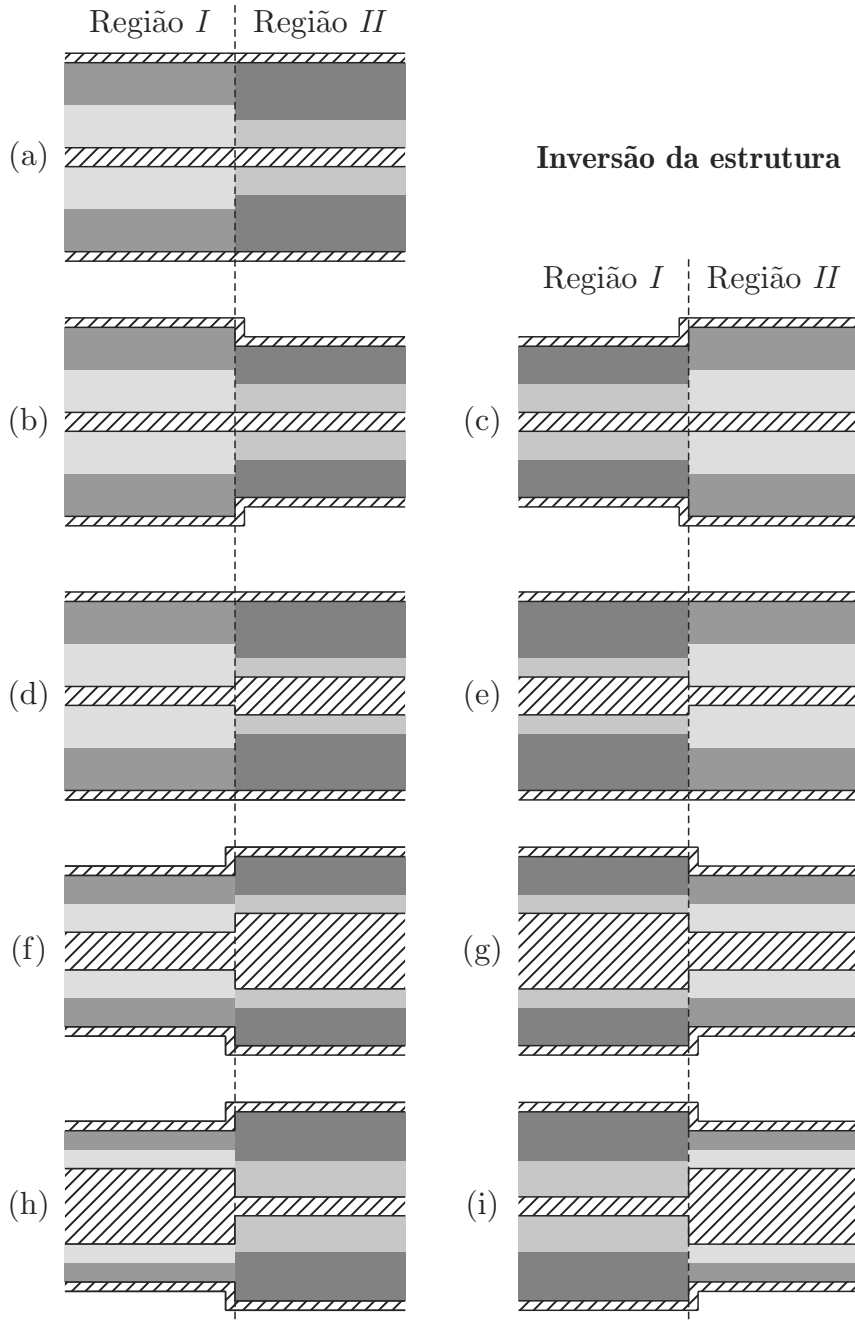 Região I Região II
(a)
Inversão da estrutura
Região I Região II
(b)
(c)
(d)
(e)
(f)
(g)
(h)
(i)